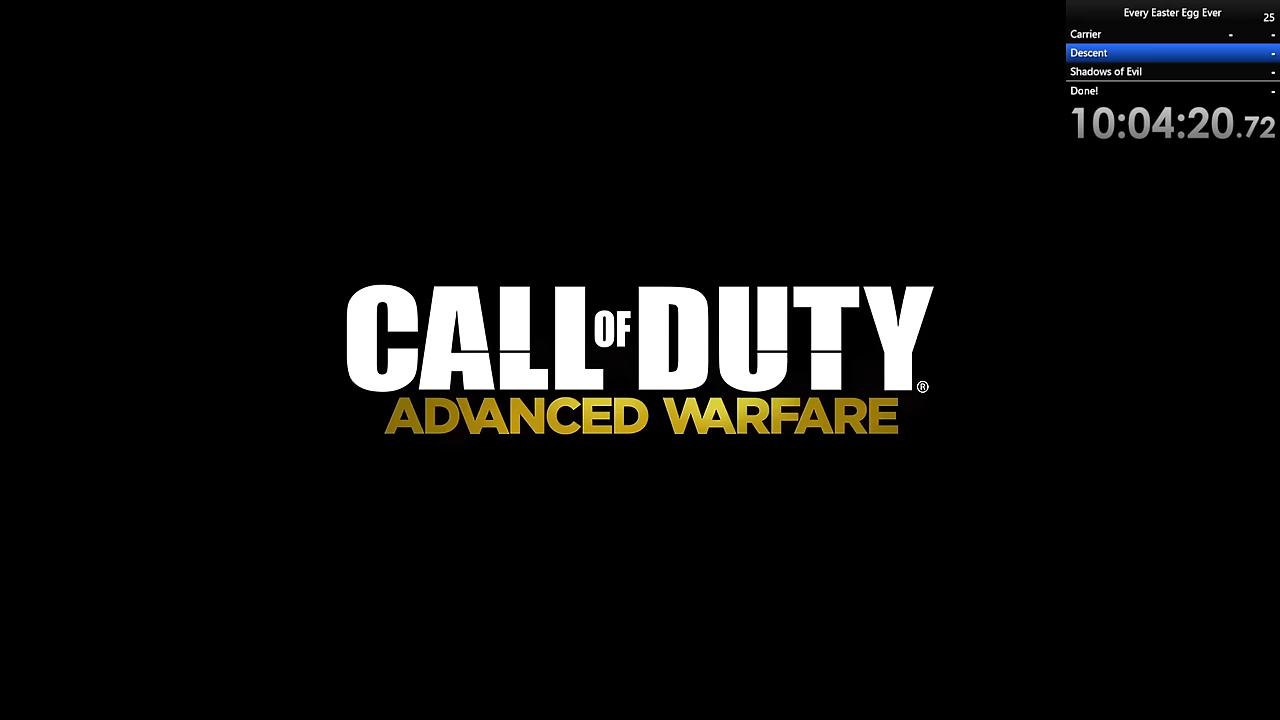 Every Easter Egg Ever 25
Carrier - -
Descent -
Shadows of Evil -
Done! -
10:04:20.72
CALL OF DUTY®
ADVANCED WARFARE